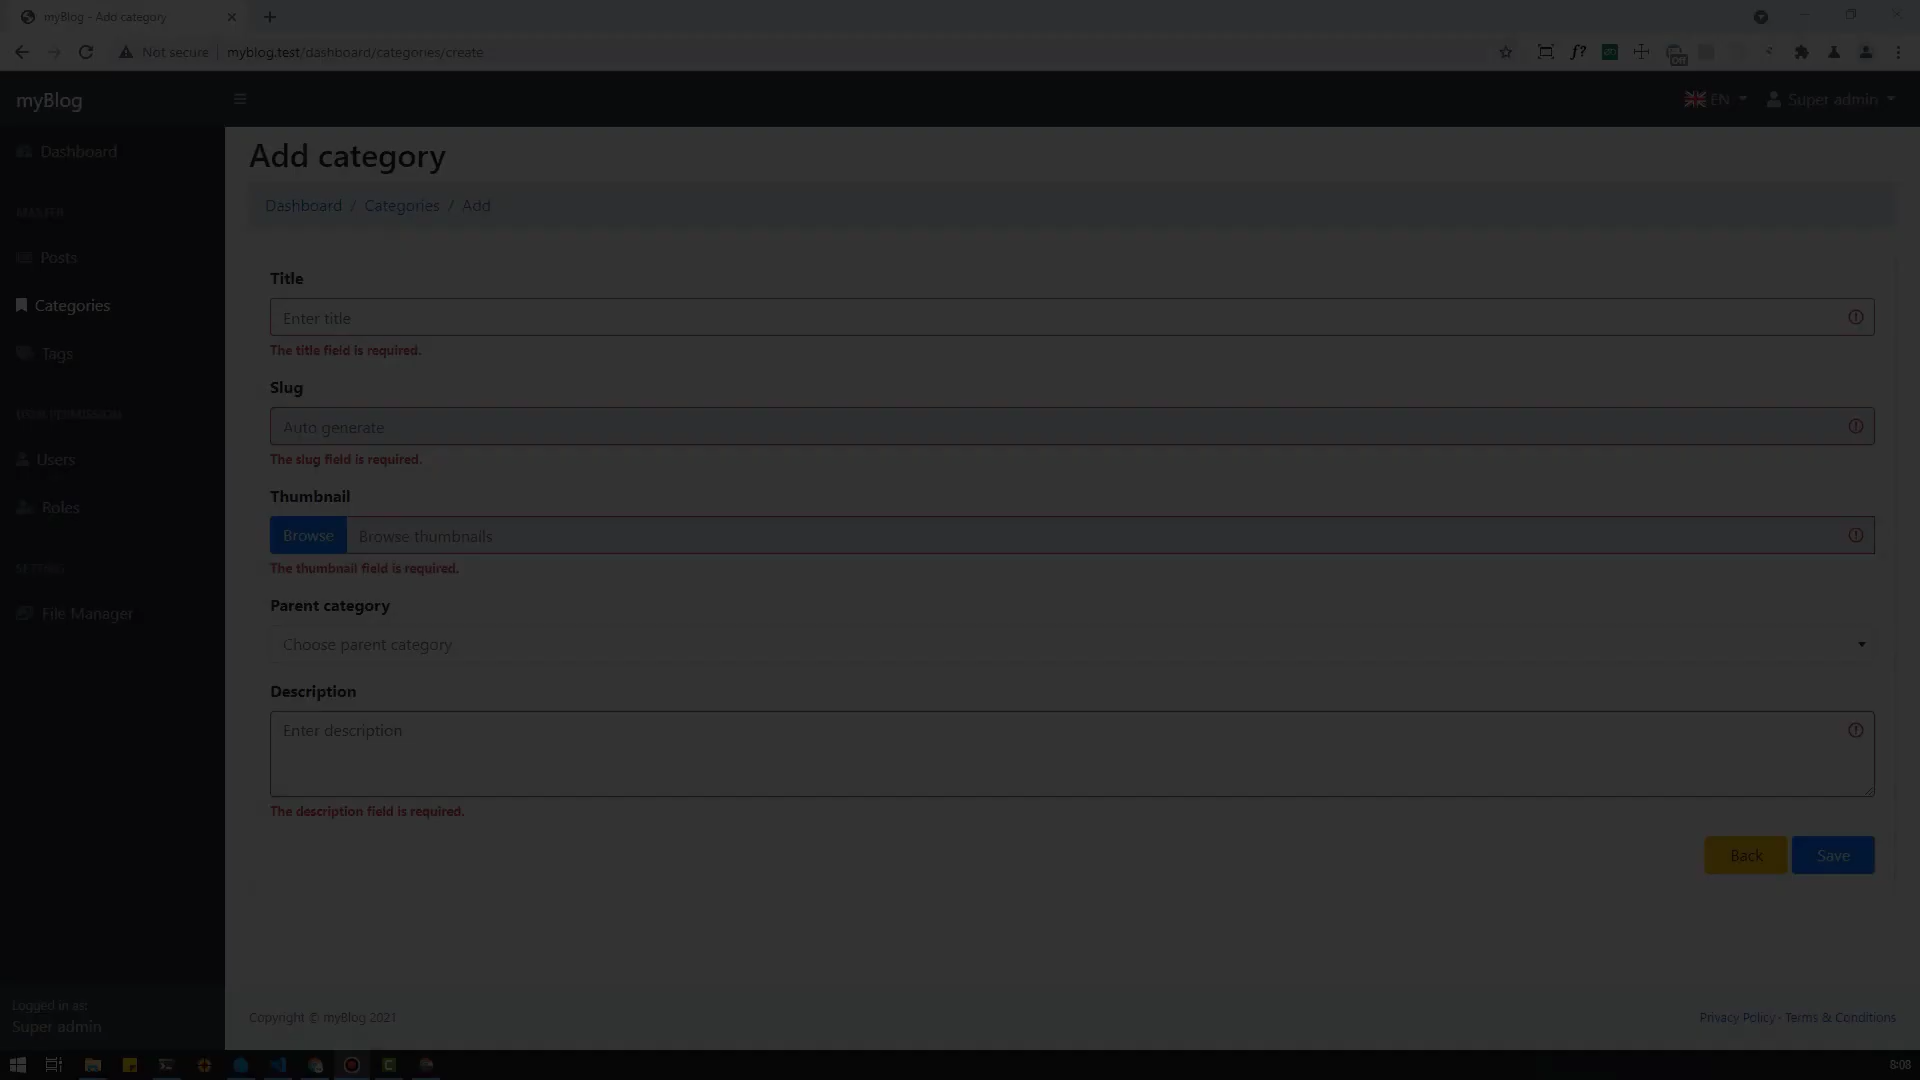 myBlog - Add category
Not secure
myblog.test/dashboard/categories/create
myBlog
EN
Super admin
Dashboard
MASTER
Posts
Categories
Tags
USER PERMISSION
Users
Roles
SETTING
File Manager
Logged in as:
Super admin
Add category
Dashboard / Categories / Add
Title
Enter title
The title field is required.
Slug
Auto generate
The slug field is required.
Thumbnail
Browse
Browse thumbnails
The thumbnail field is required.
Parent category
Choose parent category
Description
Enter description
The description field is required.
Back
Save
Copyright © myBlog 2021
Privacy Policy · Terms & Conditions
8:08